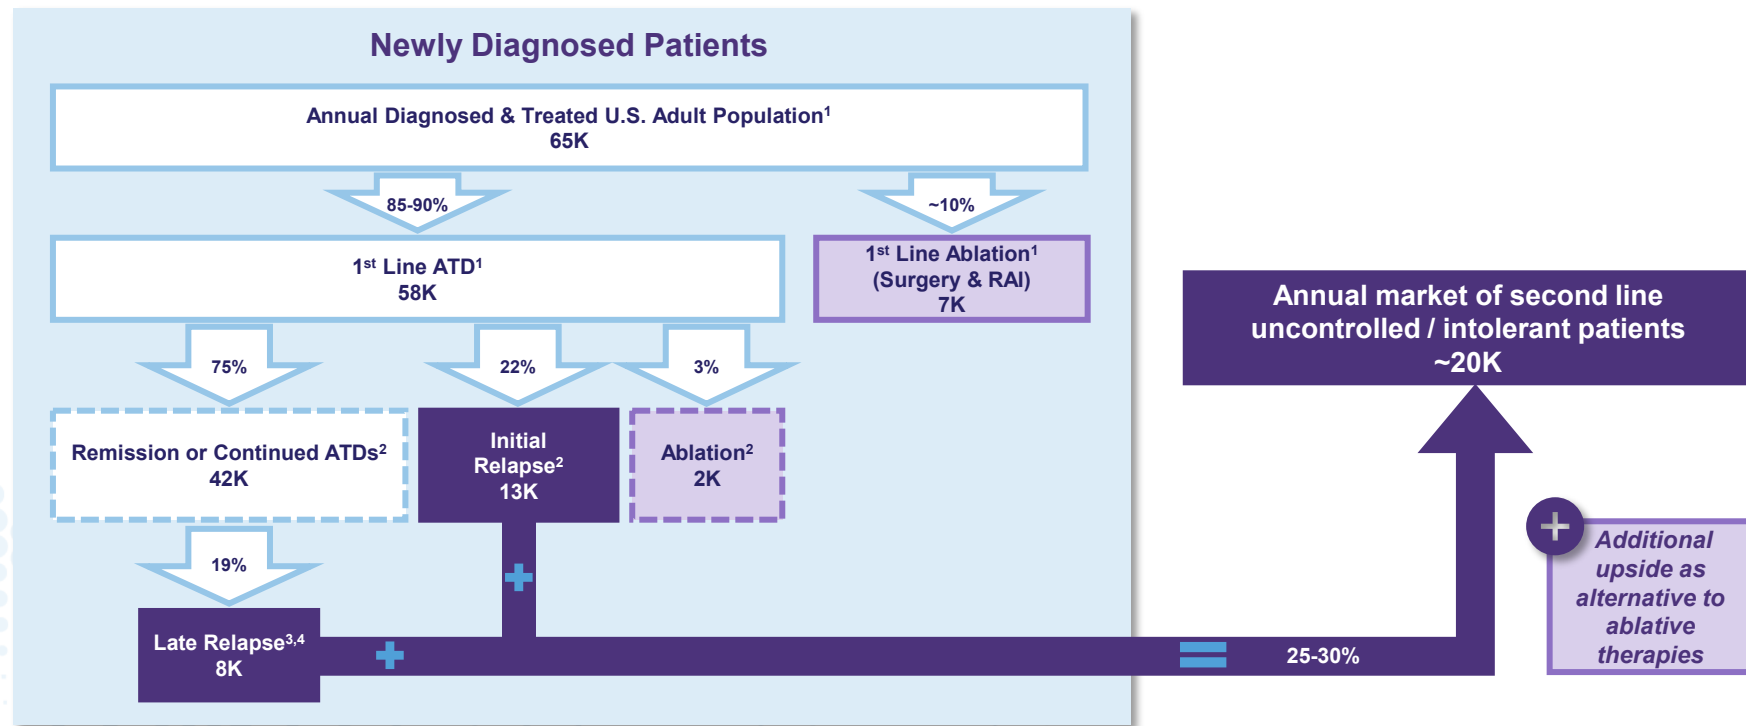 Newly Diagnosed Patients
Annual Diagnosed & Treated U.S. Adult Population1
65K
85-90%
~10%
1st Line ATD1
58K
1st Line Ablation1
(Surgery & RAI)
7K
75%
22%
3%
Remission or Continued ATDs2
42K
Initial
Relapse2
13K
Ablation2
2K
19%
Late Relapse3,4
8K
25-30%
Annual market of second line
uncontrolled / intolerant patients
~20K
Additional
upside as
alternative to
ablative
therapies